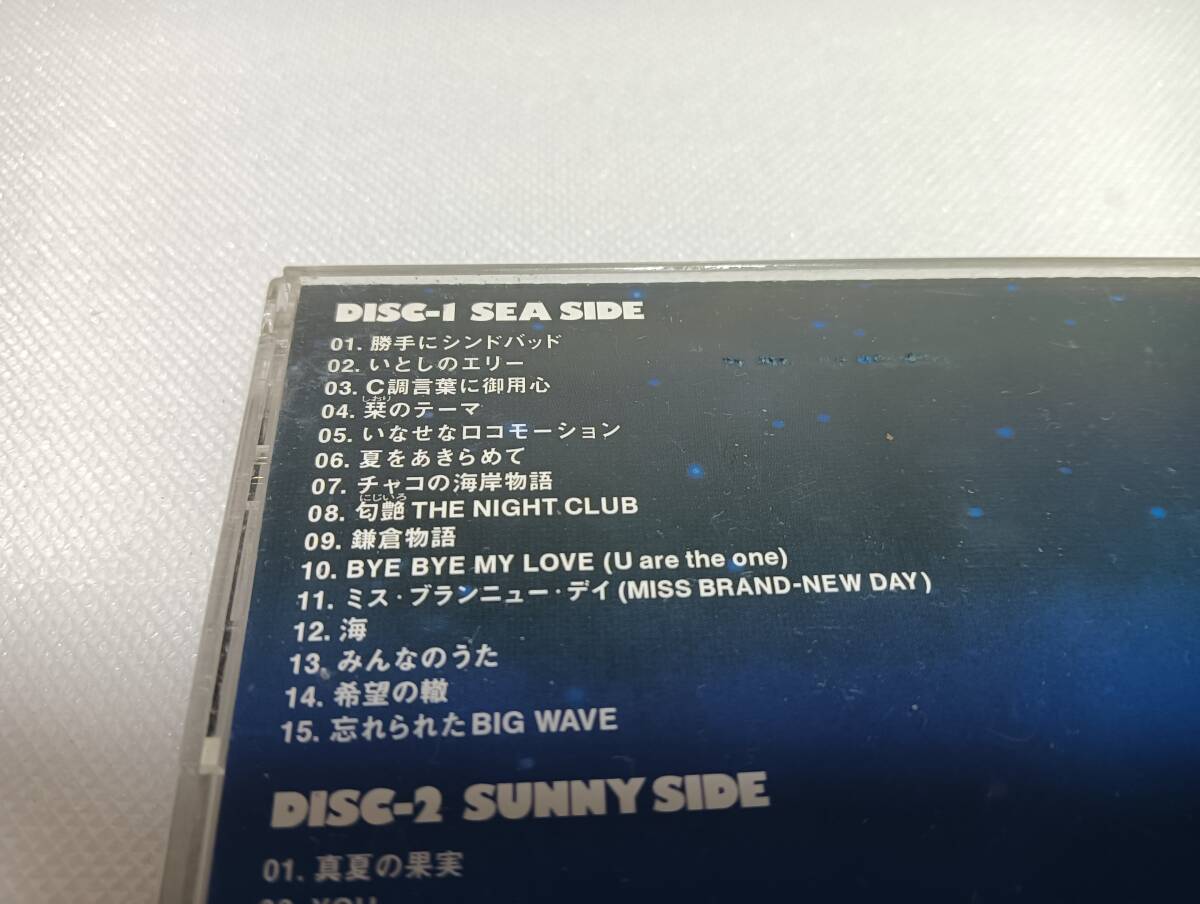 DISC-1 SEA SIDE
01. 勝手にシンドバッド
02. いとしのエリー
03. C調言葉に御用心
しおり
04. 栞のテーマ
05. いなせなロコモーション
06. 夏をあきらめて
07. チャコの海岸物語
にじいろ
08. 匂艶 THE NIGHT CLUB
09. 鎌倉物語
10. BYE BYE MY LOVE (U are the one)
11. ミス・ブランニュー・デイ (MISS BRAND-NEW DAY)
12. 海
13. みんなのうた
14. 希望の轍
15. 忘れられた BIG WAVE
DISC-2 SUNNY SIDE
01. 真夏の果実
02. YOU